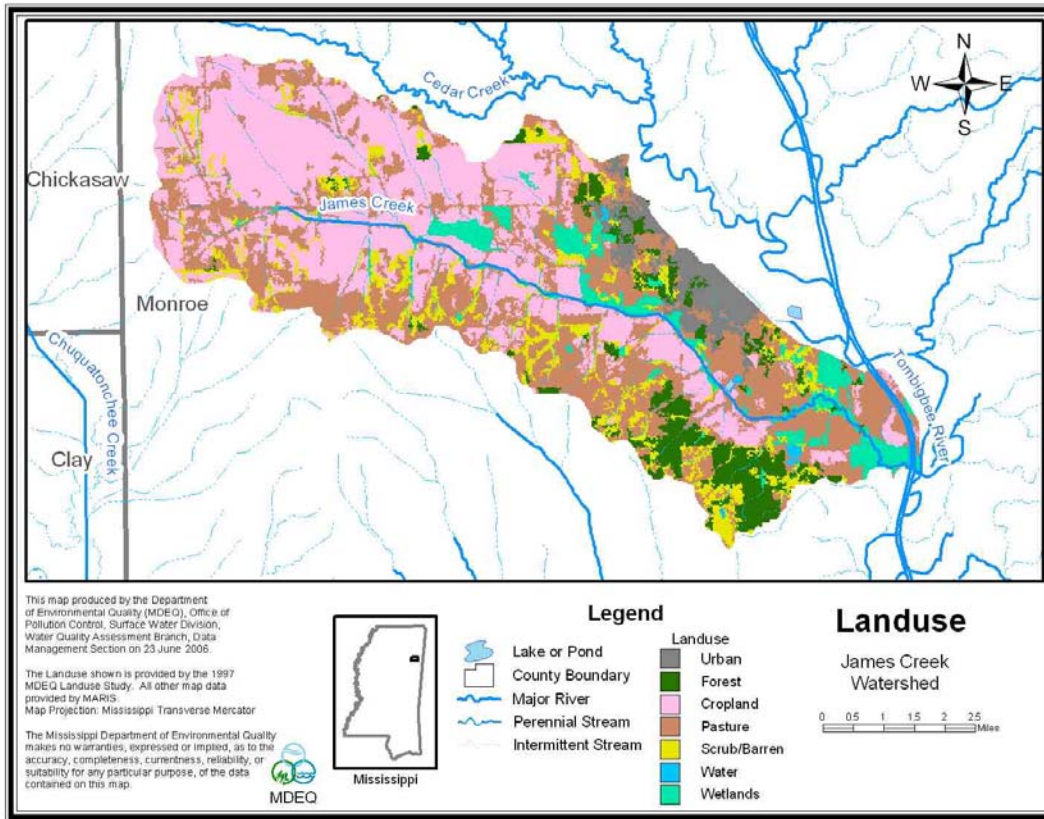 N
W E
S
Cedar Creek
Chickasaw
James Creek
Monroe
Chuquatonchee Creek
Tombigbee River
Clay
This map produced by the Department
of Environmental Quality (MDEQ), Office of
Pollution Control, Surface Water Division,
Water Quality Assessment Branch, Data
Management Section on 23 June 2006.
The Landuse shown is provided by the 1997
MDEQ Landuse Study. All other map data
provided by MARIS.
Map Projection: Mississippi Transverse Mercator
The Mississippi Department of Environmental Quality
makes no warranties, expressed or implied, as to the
accuracy, completeness, currentness, reliability, or
suitability for any particular purpose, of the data
contained on this map.
MDEQ
Mississippi
Legend
Lake or Pond
County Boundary
Major River
Perennial Stream
Intermittent Stream
Landuse
Urban
Forest
Cropland
Pasture
Scrub/Barren
Water
Wetlands
Landuse
James Creek
Watershed
0 0.5 1 1.5 2 2.5
Miles